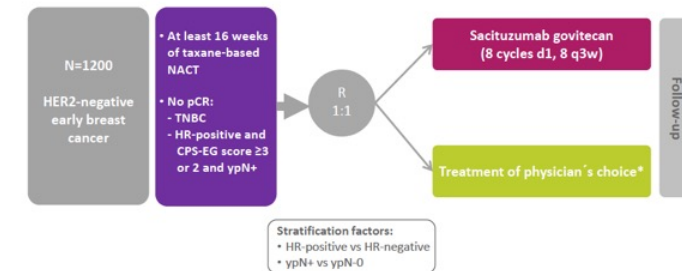 N=1200
HER2-negative
early breast
cancer
• At least 16 weeks
of taxane-based
NACT
• No pCR:
- TNBC
- HR-positive and
CPS-EG score ≥3
or 2 and ypN+
R
1:1
Sacituzumab govitecan
(8 cycles d1, 8 q3w)
Treatment of physician´s choice*
Follow-up
Stratification factors:
• HR-positive vs HR-negative
• ypN+ vs ypN-0